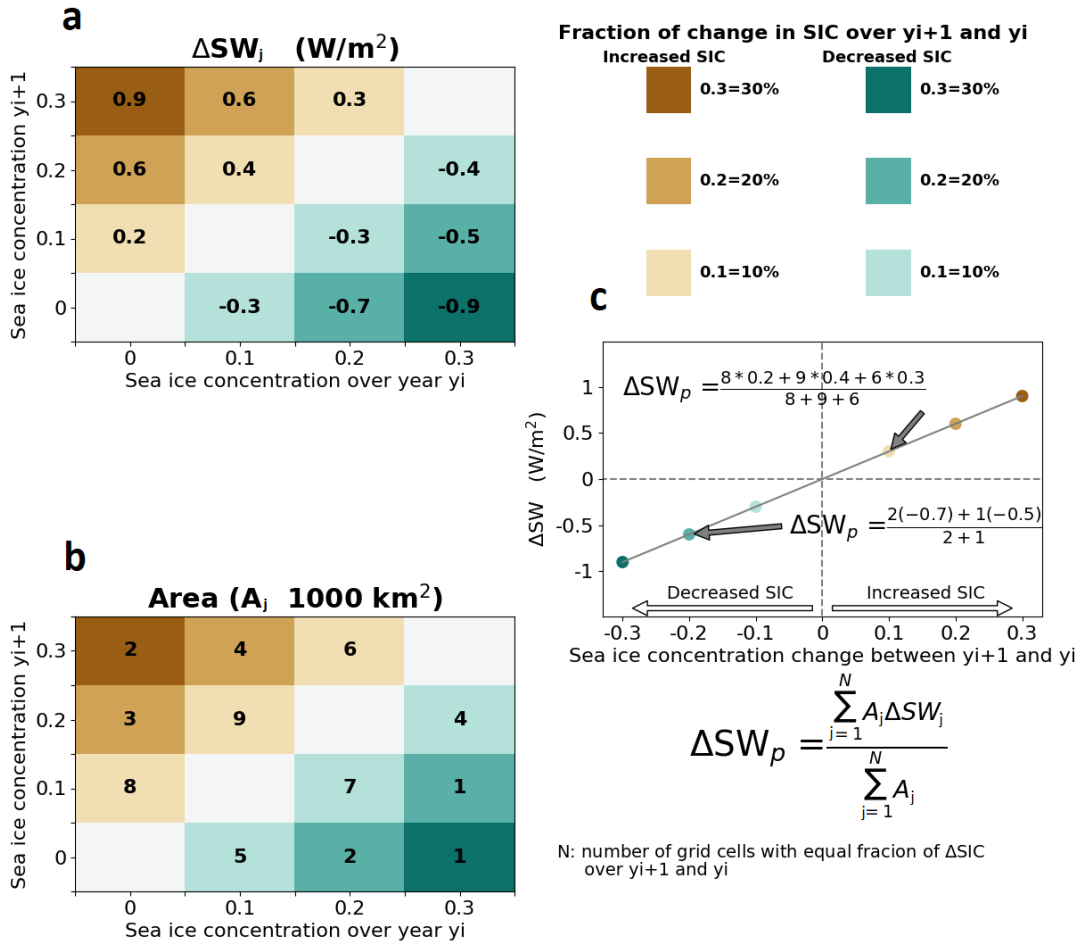 a
ΔSWⱼ (W/m²)
Sea ice concentration yi+1
0.3
0.2
0.1
0
0.9 0.6 0.3
0.6 0.4 -0.4
0.2 -0.3 -0.5
-0.3 -0.7 -0.9
0 0.1 0.2 0.3
Sea ice concentration over year yi
Fraction of change in SIC over yi+1 and yi
Increased SIC Decreased SIC
0.3=30% 0.3=30%
0.2=20% 0.2=20%
0.1=10% 0.1=10%
b
Area (Aⱼ 1000 km²)
Sea ice concentration yi+1
0.3
0.2
0.1
0
2 4 6
3 9 4
8 7 1
5 2 1
0 0.1 0.2 0.3
Sea ice concentration over year yi
c
ΔSW (W/m²)
1
0.5
0
-0.5
-1
ΔSWₚ = (8*0.2+9*0.4+6*0.3)/(8+9+6)
ΔSWₚ = (2(−0.7)+1(−0.5))/(2+1)
Decreased SIC Increased SIC
-0.3 -0.2 -0.1 0 0.1 0.2 0.3
Sea ice concentration change between yi+1 and yi
ΔSWₚ = (∑ j=1 N AⱼΔSWⱼ)/(∑ j=1 N Aⱼ)
N: number of grid cells with equal fracion of ΔSIC
over yi+1 and yi